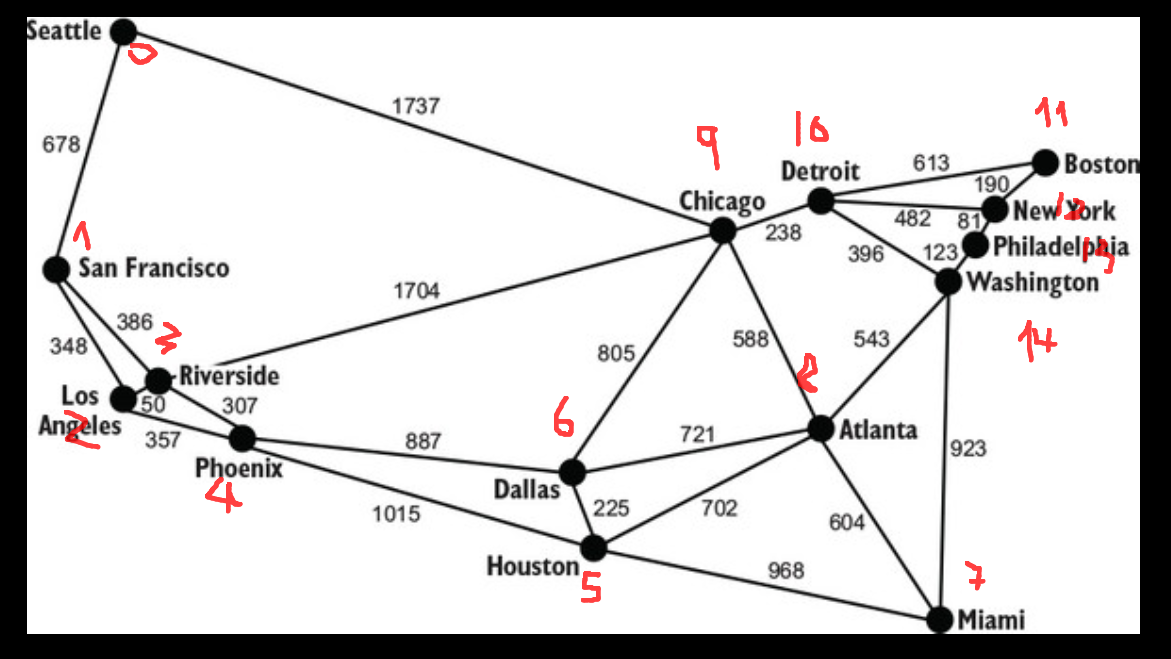 Seattle
0
1737
678
11
10
9
Detroit
613
Boston
190
Chicago
482
New York
12
238
81
1
396
123
Philadelphia
13
San Francisco
Washington
1704
386
3
348
805
588
543
14
8
Riverside
Los
Angeles
50
307
2
357
6
721
Atlanta
887
923
Phoenix
4
Dallas
225
702
1015
604
Houston
5
968
7
Miami